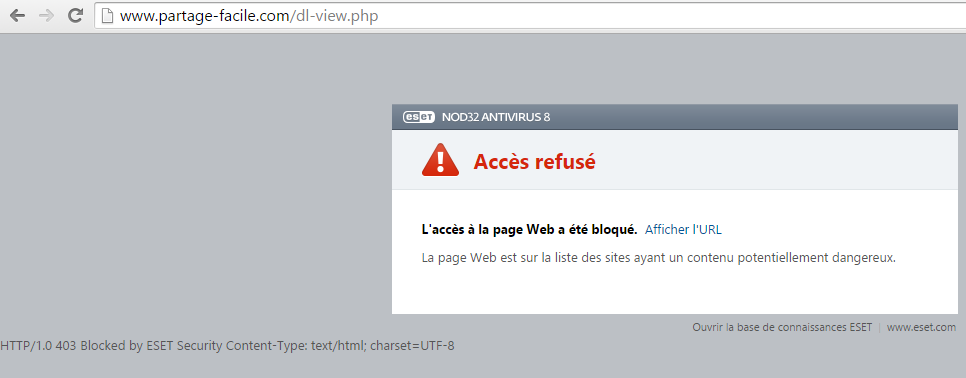 www.partage-facile.com/dl-view.php
eset NOD32 ANTIVIRUS 8
Accès refusé
L'accès à la page Web a été bloqué. Afficher l'URL
La page Web est sur la liste des sites ayant un contenu potentiellement dangereux.
Ouvrir la base de connaissances ESET | www.eset.com
HTTP/1.0 403 Blocked by ESET Security Content-Type: text/html; charset=UTF-8